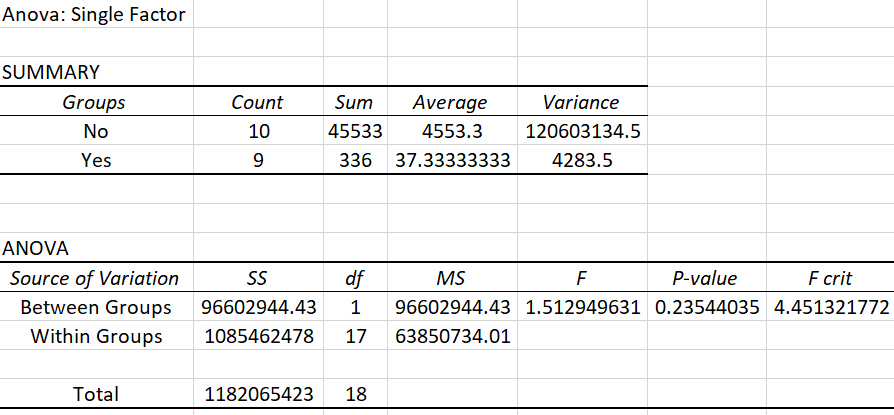 Anova: Single Factor
SUMMARY
Groups Count Sum Average Variance
No 10 45533 4553.3 120603134.5
Yes 9 336 37.33333333 4283.5
ANOVA
Source of Variation SS df MS F P-value F crit
Between Groups 96602944.43 1 96602944.43 1.512949631 0.23544035 4.451321772
Within Groups 1085462478 17 63850734.01
Total 1182065423 18